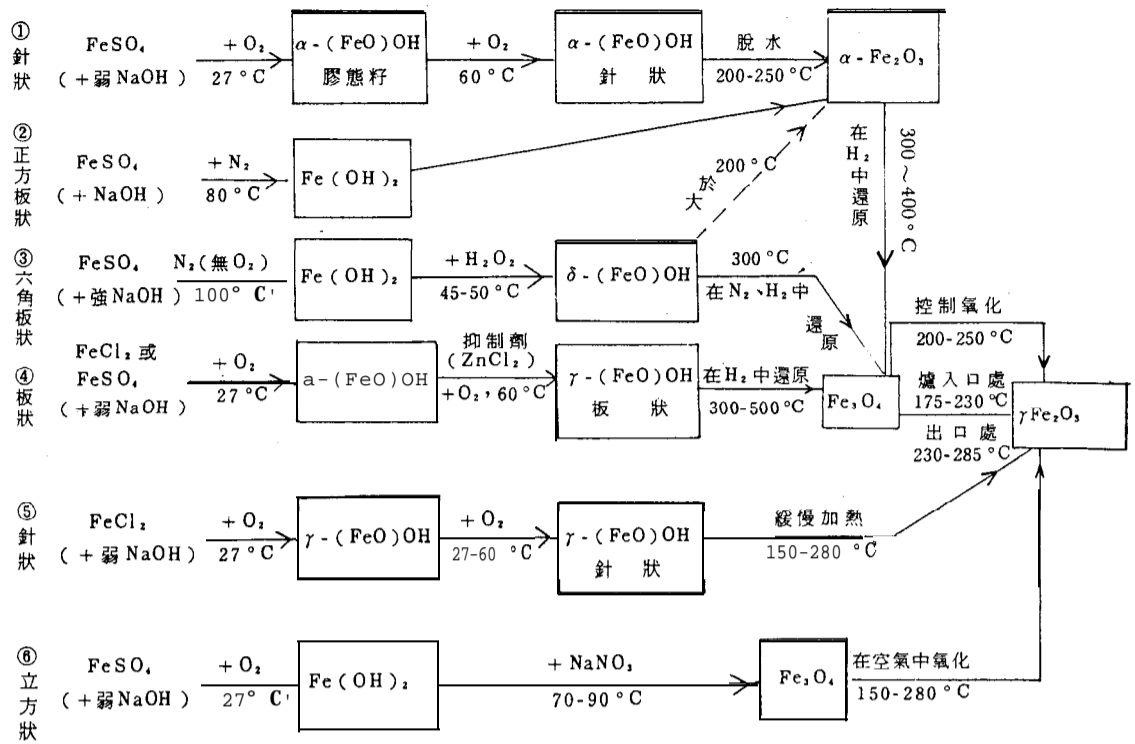 ①針狀
FeSO₄
(+弱NaOH)
+O₂
27°C
α-(FeO)OH
膠態籽
+O₂
60°C
α-(FeO)OH
針 狀
脫水
200-250°C
α-Fe₂O₃
②正方板狀
FeSO₄
(+NaOH)
+N₂
80°C
Fe(OH)₂
大於200°C
在H₂中還原
300～400°C
③六角板狀
FeSO₄
(+強NaOH)
N₂(無O₂)
100°C
Fe(OH)₂
+H₂O₂
45-50°C
δ-(FeO)OH
300°C
在N₂、H₂中
還原
④板狀
FeCl₂或
FeSO₄
(+弱NaOH)
+O₂
27°C
a-(FeO)OH
抑制劑
(ZnCl₂)
+O₂，60°C
γ-(FeO)OH
板 狀
在H₂中還原
300-500°C
Fe₃O₄
控制氧化
200-250°C
爐入口處
175-230°C
出口處
230-285°C
γFe₂O₃
⑤針狀
FeCl₂
(+弱NaOH)
+O₂
27°C
γ-(FeO)OH
+O₂
27-60 °C
γ-(FeO)OH
針 狀
緩慢加熱
150-280°C
⑥立方狀
FeSO₄
(+弱NaOH)
+O₂
27°C
Fe(OH)₂
+NaNO₃
70-90°C
Fe₃O₄
在空氣中氧化
150-280°C